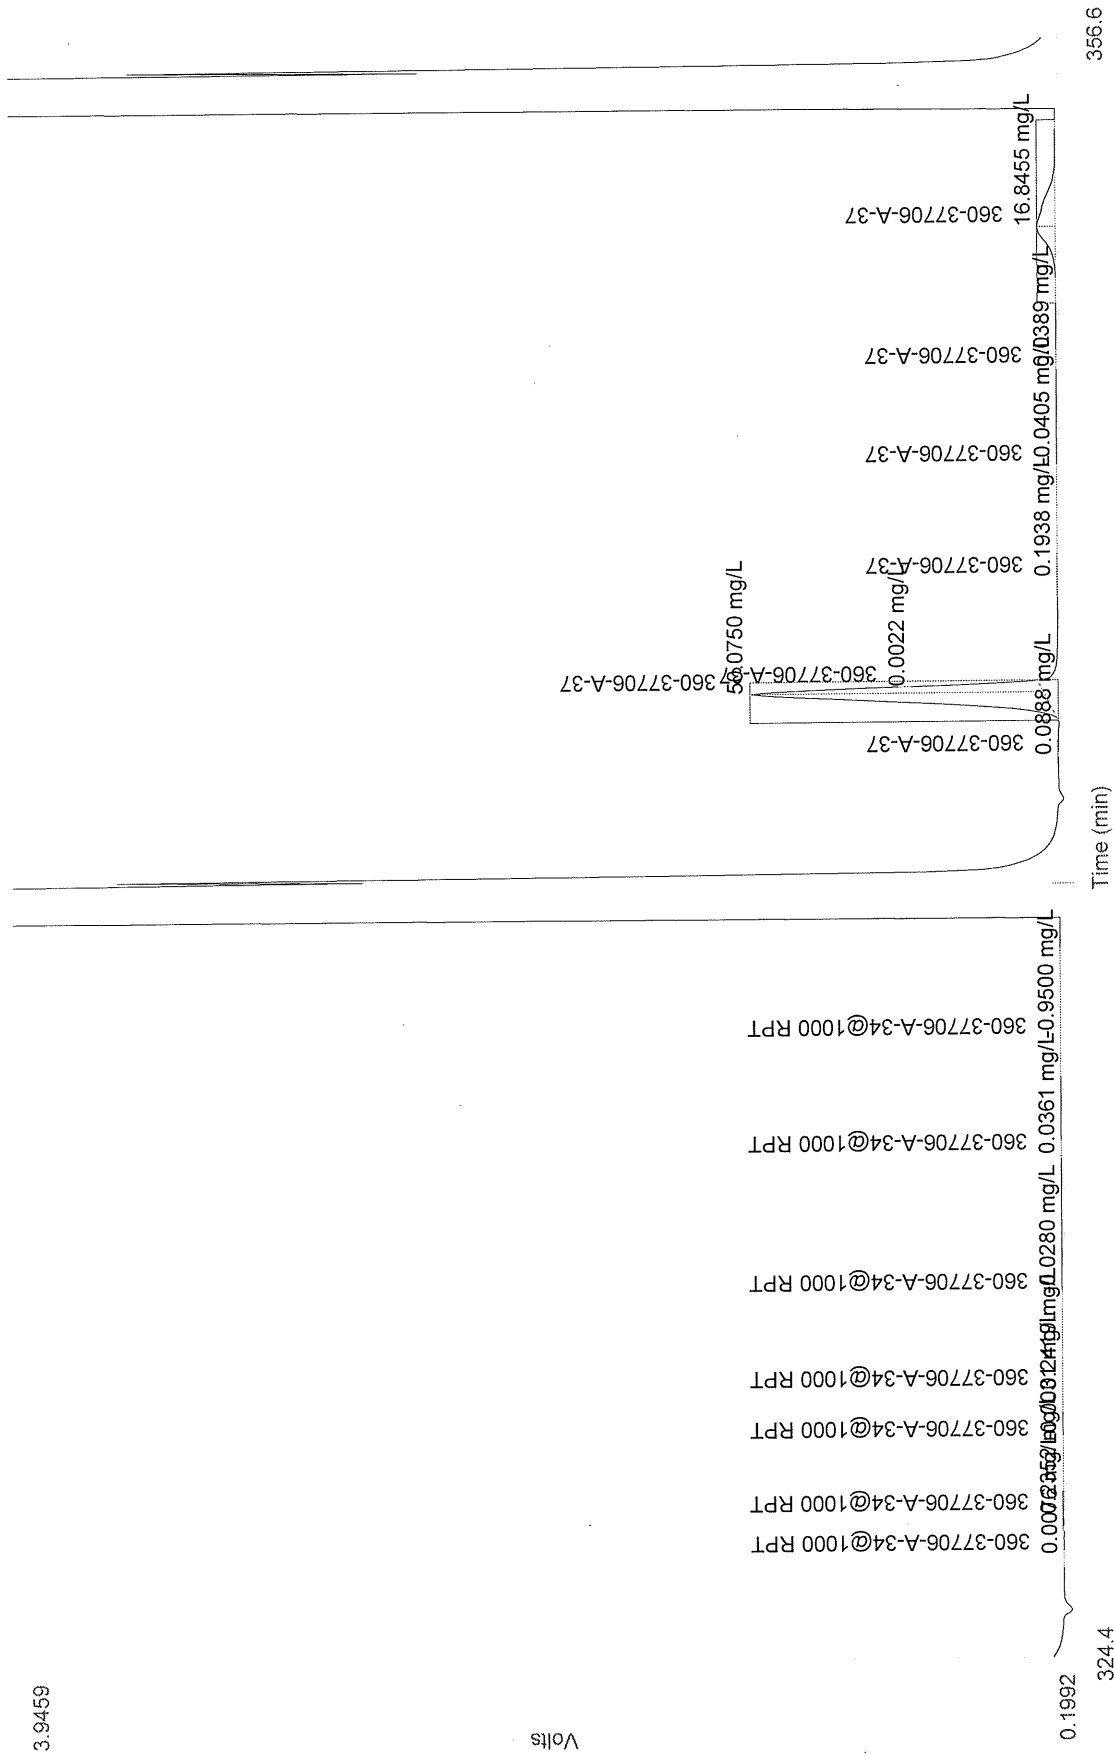 3.9459
Volts
0.1992
324.4
Time (min)
356.6
360-37706-A-34@1000 RPT
360-37706-A-34@1000 RPT
360-37706-A-34@1000 RPT
360-37706-A-34@1000 RPT
360-37706-A-34@1000 RPT
0.0280 mg/L
360-37706-A-34@1000 RPT
0.0361 mg/L
360-37706-A-34@1000 RPT
-0.9500 mg/L
360-37706-A-37
0.0888 mg/L
360-37706-A-37
0750 mg/L
360-37706-A-37
0.0022 mg/L
360-37706-A-37
0.1938 mg/L
360-37706-A-37
-0.0405 mg/L
360-37706-A-37
0389 mg/L
360-37706-A-37
16.8455 mg/L